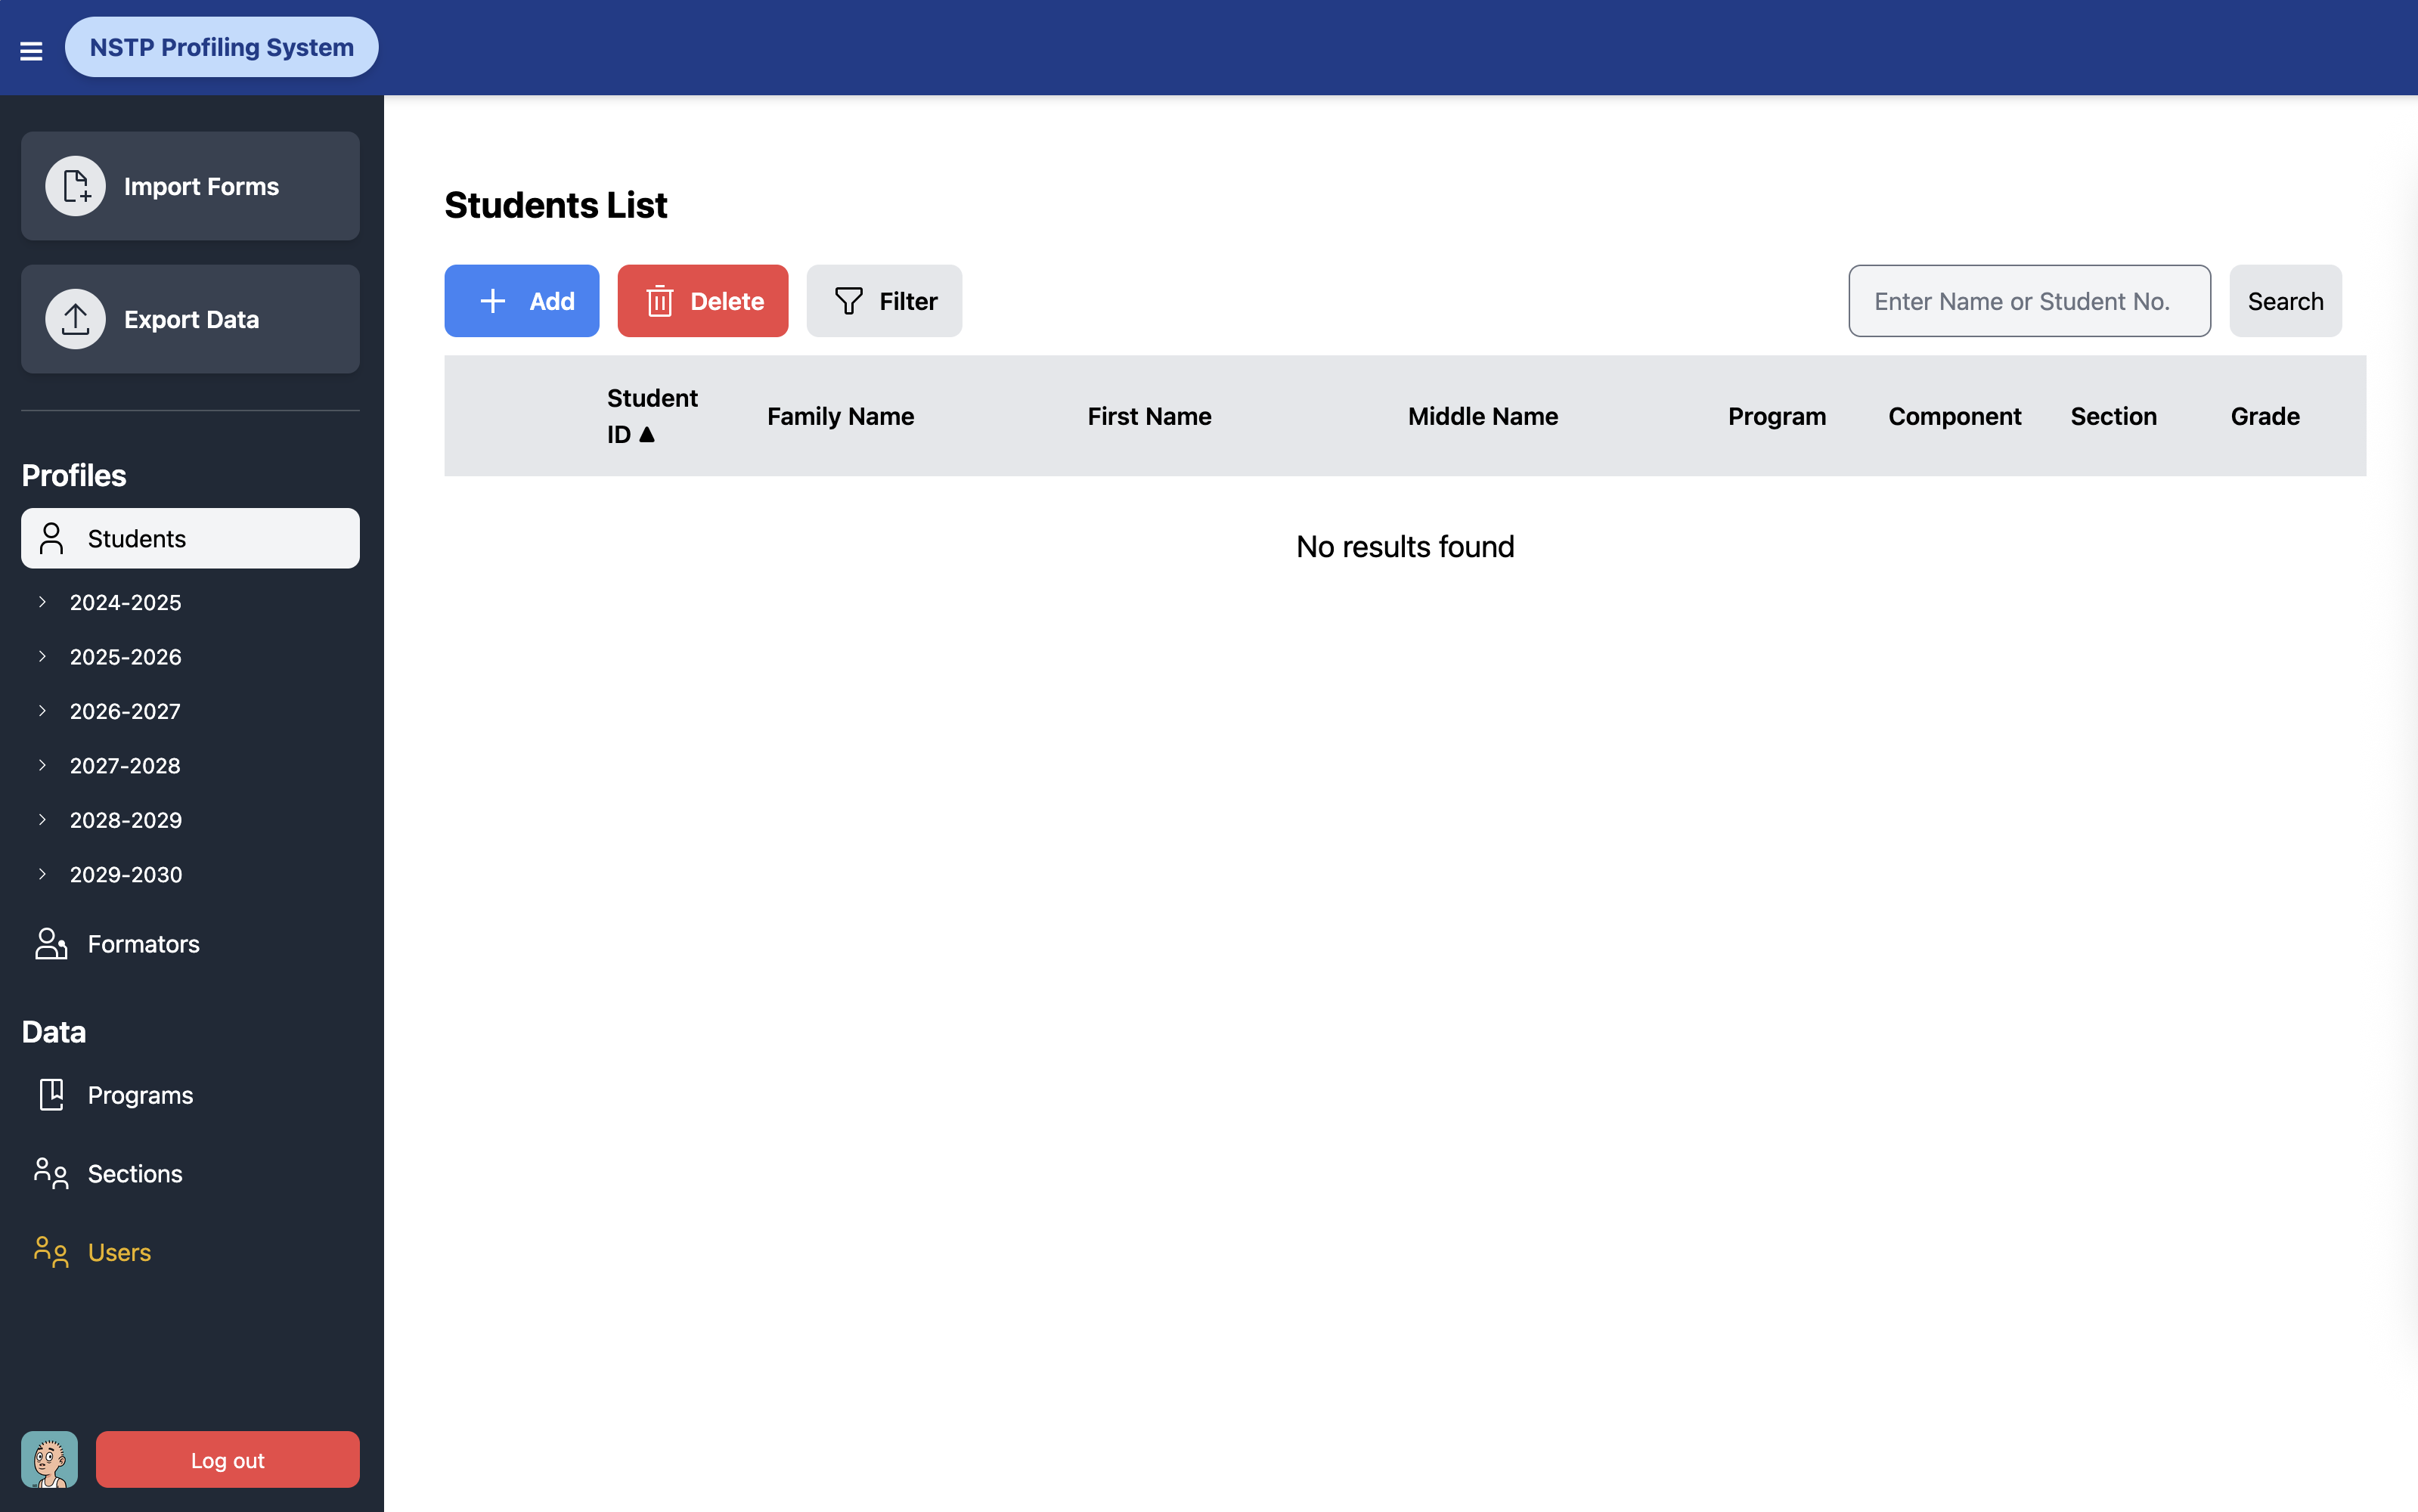 NSTP Profiling System
Import Forms
Export Data
Profiles
Students
2024-2025
2025-2026
2026-2027
2027-2028
2028-2029
2029-2030
Formators
Data
Programs
Sections
Users
Log out
Students List
Add
Delete
Filter
Enter Name or Student No.
Search
Student
ID ▲
Family Name
First Name
Middle Name
Program
Component
Section
Grade
No results found